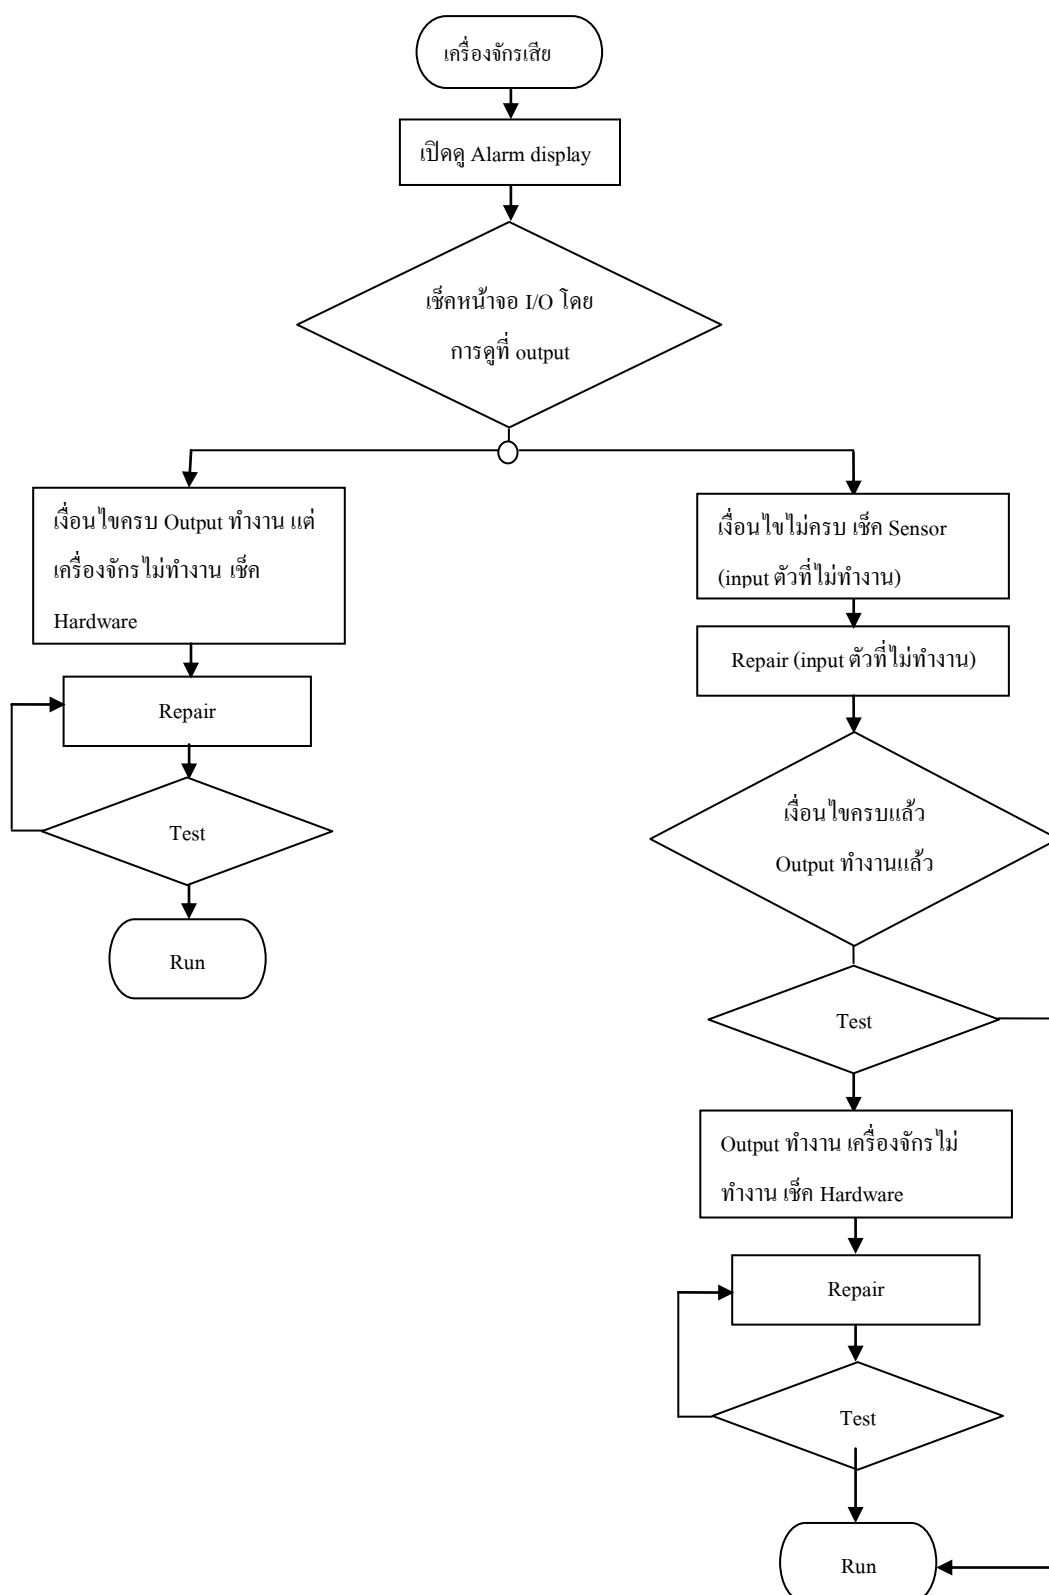 เครื่องจักรเสีย
เปิดดู Alarm display
เช็คหน้าจอ I/O โดย
การดูที่ output
เงื่อนไขครบ Output ทำงาน แต่
เครื่องจักรไม่ทำงาน เช็ค
Hardware
Repair
Test
Run
เงื่อนไขไม่ครบ เช็ค Sensor
(input ตัวที่ไม่ทำงาน)
Repair (input ตัวที่ไม่ทำงาน)
เงื่อนไขครบแล้ว
Output ทำงานแล้ว
Test
Output ทำงาน เครื่องจักรไม่
ทำงาน เช็ค Hardware
Repair
Test
Run